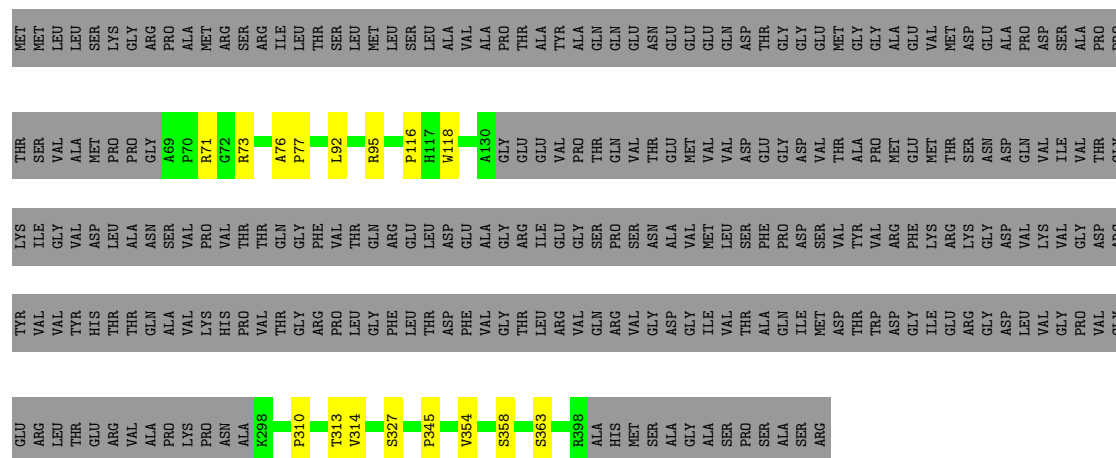 MET MET LEU LEU SER LYS GLY ARG PRO ALA MET ARG SER ARG ILE LEU THR SER LEU MET LEU SER LEU ALA VAL ALA PRO THR ALA TYR ALA GLN GLN GLU ASN GLU GLU GLU GLN ASP THR GLY GLY GLU MET GLY GLY ALA GLU VAL MET ASP GLU ALA PRO ASP SER ALA PRO PRO
THR SER VAL ALA MET PRO PRO GLY A69 P70 R71 G72 R73 A76 P77 L92 R95 P116 H117 W118 A130 GLY GLU GLU VAL PRO THR GLN VAL THR GLU MET VAL VAL ASP GLU GLY ASP VAL THR ALA PRO MET GLU MET THR SER ASN ASP GLN VAL ILE VAL THR GLY
LYS ILE GLY VAL ASP LEU ALA ASN SER VAL PRO VAL THR THR GLN GLY PHE VAL THR GLN ARG GLU LEU ASP GLU ALA GLY ARG ILE GLU GLY SER PRO SER ASN ALA VAL MET LEU SER PHE PRO ASP SER VAL TYR VAL ARG PHE LYS ARG LYS GLY ASP VAL LYS VAL GLY ASP ARG
TYR VAL VAL TYR HIS THR THR GLN ALA VAL LYS HIS PRO VAL THR GLY ARG PRO LEU GLY PHE LEU THR ASP PHE VAL GLY THR LEU ARG VAL GLN ARG VAL GLY ASP GLY ILE VAL THR ALA GLN ILE MET ASP THR TRP ASP GLY ILE GLU ARG GLY ASP LEU VAL GLY PRO VAL GLY
GLU ARG LEU THR GLU ARG VAL ALA PRO LYS PRO ASN ALA K298 P310 T313 V314 S327 P345 V354 S358 S363 R398 ALA HIS MET SER ALA GLY ALA SER PRO SER ALA SER ARG